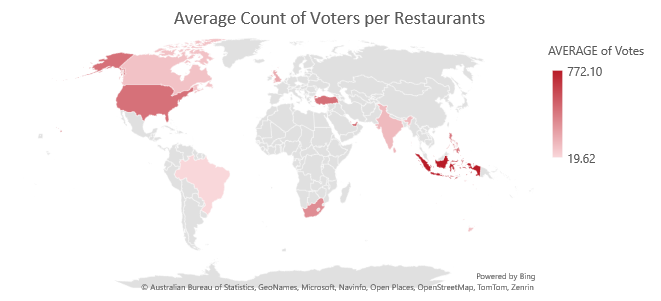 Average Count of Voters per Restaurants
AVERAGE of Votes
772.10
19.62
Powered by Bing
© Australian Bureau of Statistics, GeoNames, Microsoft, Navinfo, Open Places, OpenStreetMap, TomTom, Zenrin